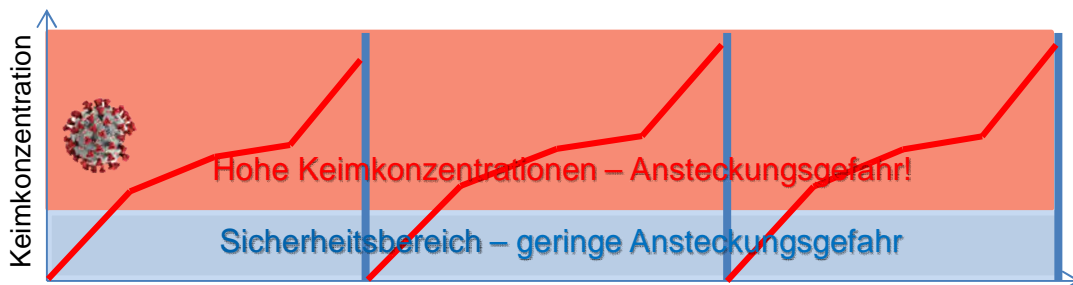 Keimkonzentration
Hohe Keimkonzentrationen – Ansteckungsgefahr!
Sicherheitsbereich – geringe Ansteckungsgefahr